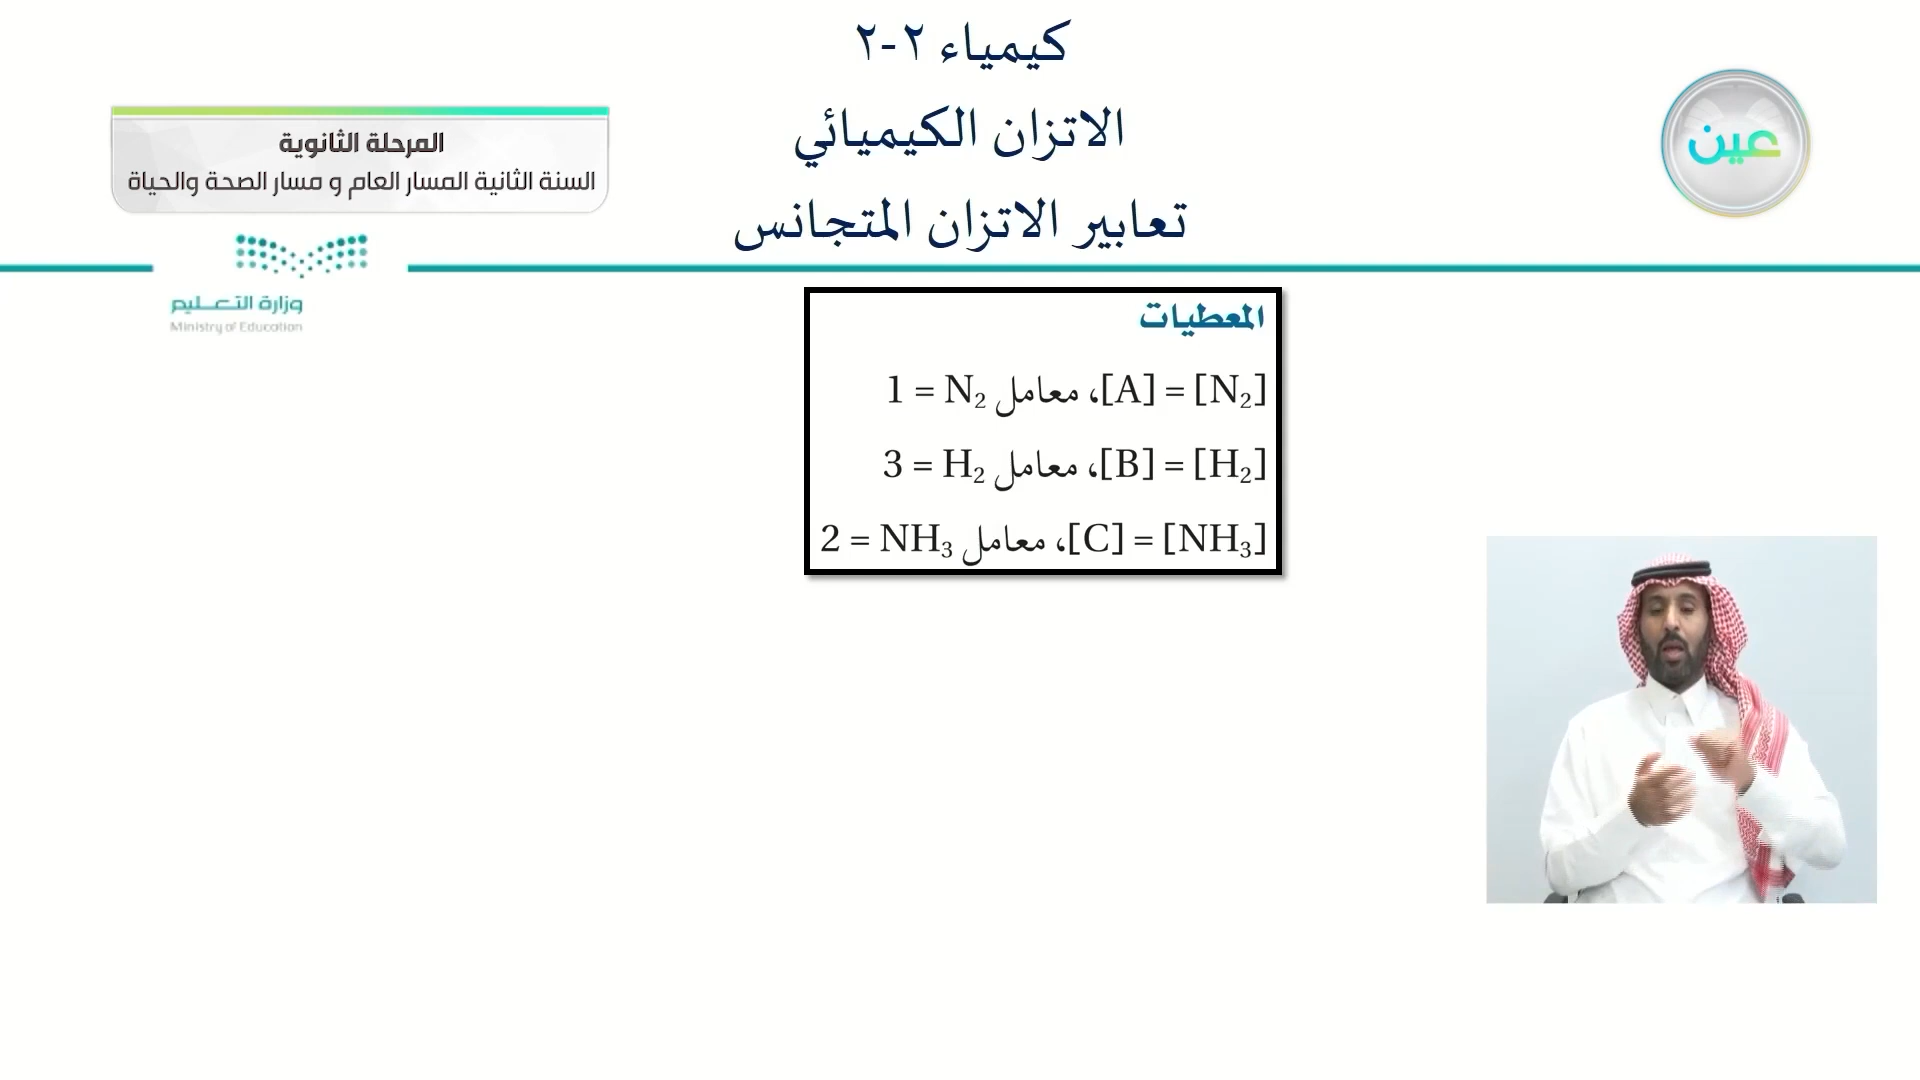 كيمياء ٢-٢
الاتزان الكيميائي
تعابير الاتزان المتجانس
عين
المرحلة الثانوية
السنة الثانية المسار العام و مسار الصحة والحياة
وزارة التعليم
Ministry of Education
المعطيات
[N₂] = [A]، معامل N₂ = 1
[H₂] = [B]، معامل H₂ = 3
[NH₃] = [C]، معامل NH₃ = 2